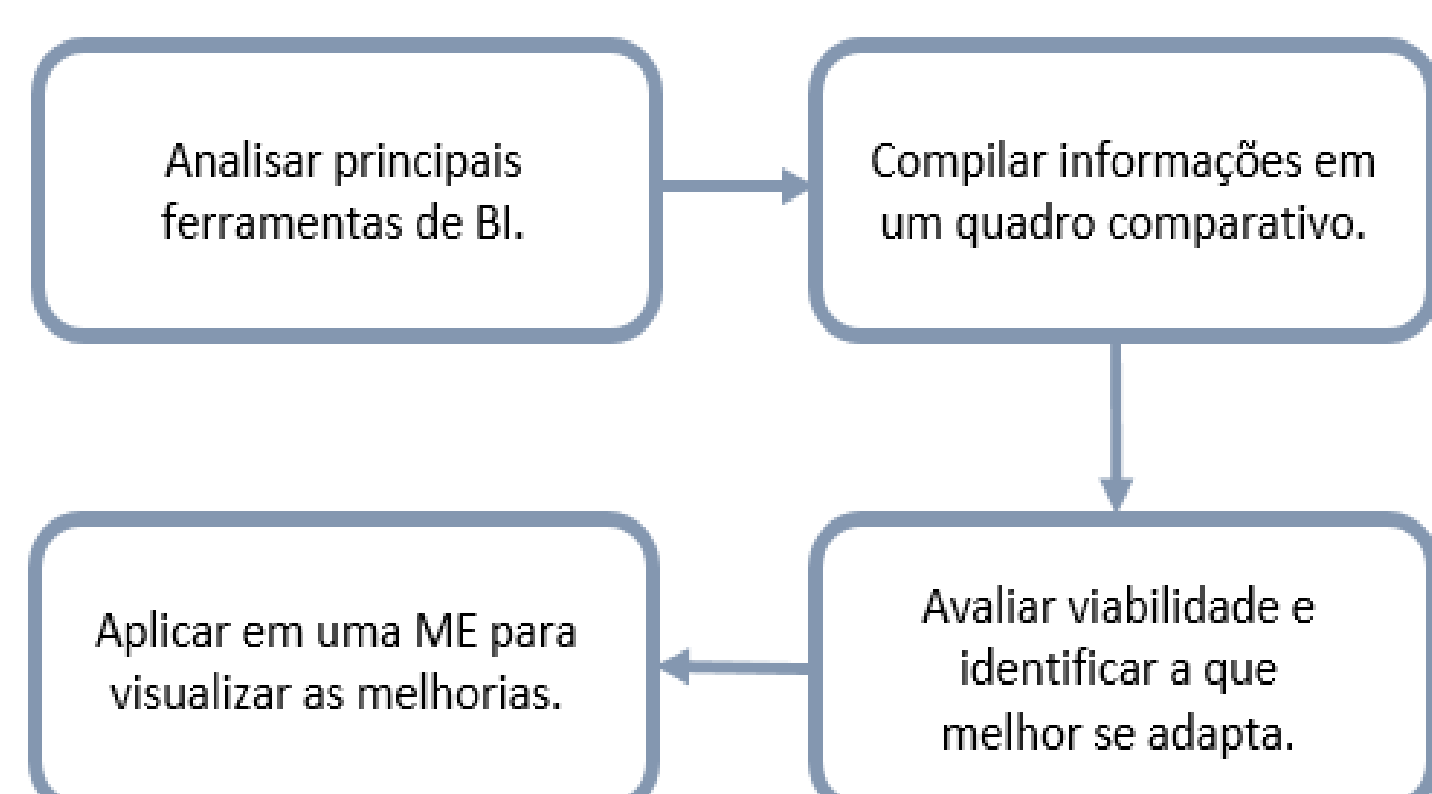 Analisar principais
ferramentas de BI.
Compilar informações em
um quadro comparativo.
Avaliar viabilidade e
identificar a que
melhor se adapta.
Aplicar em uma ME para
visualizar as melhorias.